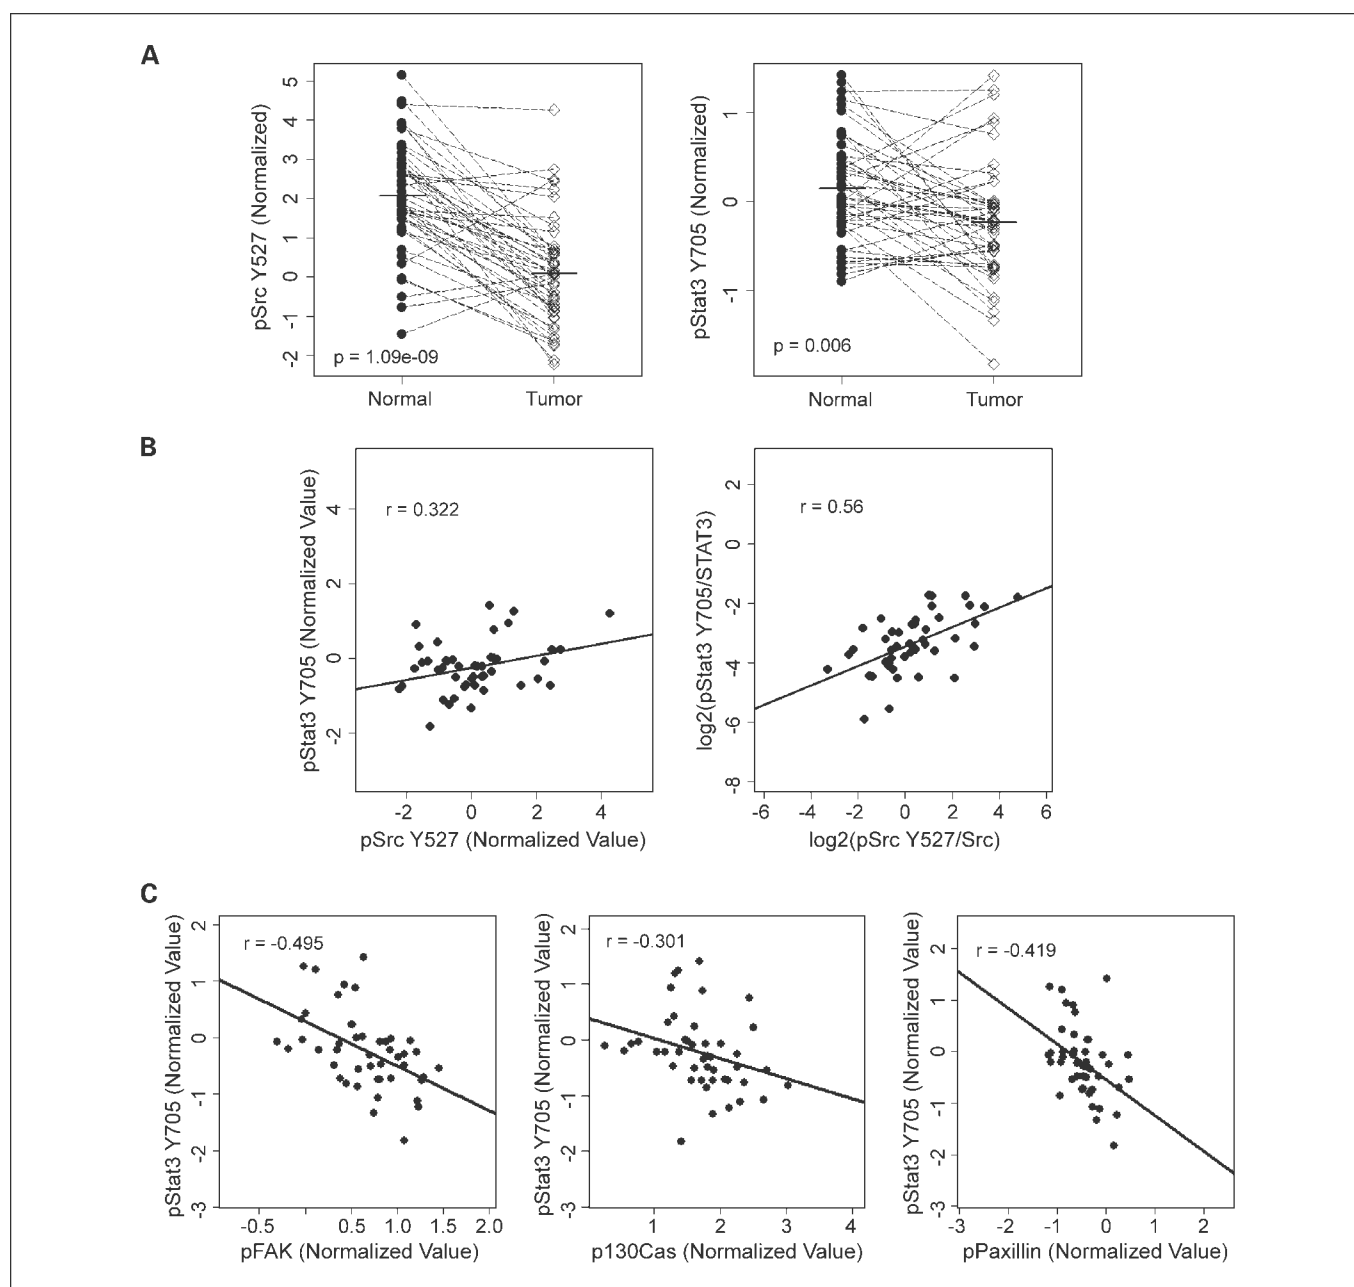 A
pSrc Y527 (Normalized)
5
4
3
2
1
0
-1
-2
p = 1.09e-09
Normal
Tumor
pStat3 Y705 (Normalized)
1
0
-1
p = 0.006
Normal
Tumor
B
pStat3 Y705 (Normalized Value)
4
2
0
-2
r = 0.322
-2
0
2
4
pSrc Y527 (Normalized Value)
log2(pStat3 Y705/STAT3)
2
0
-2
-4
-6
-8
r = 0.56
-6
-4
-2
0
2
4
6
log2(pSrc Y527/Src)
C
pStat3 Y705 (Normalized Value)
2
1
0
-1
-2
-3
r = -0.495
-0.5
0.5
1.0
1.5
2.0
pFAK (Normalized Value)
pStat3 Y705 (Normalized Value)
2
1
0
-1
-2
-3
r = -0.301
1
2
3
4
p130Cas (Normalized Value)
pStat3 Y705 (Normalized Value)
2
1
0
-1
-2
-3
r = -0.419
-3
-2
-1
0
1
2
pPaxillin (Normalized Value)